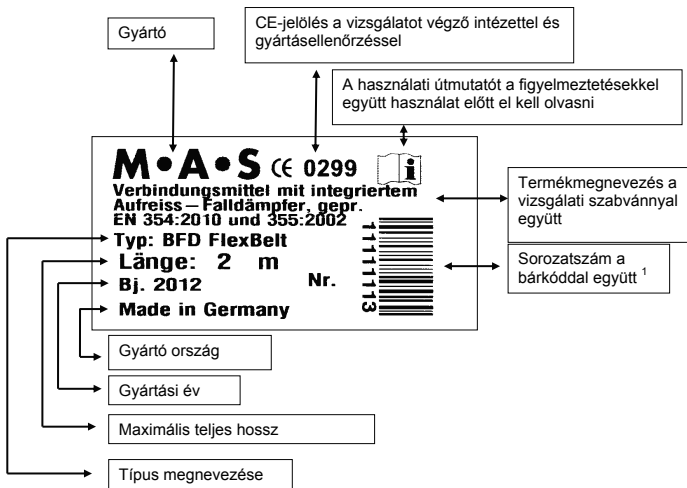 Gyártó
CE-jelölés a vizsgálatot végző intézettel és
gyártásellenőrzéssel
A használati útmutatót a figyelmeztetésekkel
együtt használat előtt el kell olvasni
M•A•S CE 0299 i
Verbindungsmittel mit integriertem
Aufreiss – Falldämpfer, gepr.
EN 354:2010 und 355:2002
Typ: BFD FlexBelt
Länge: 2 m
Bj. 2012 Nr.
Made in Germany
11111113
Termékmegnevezés a
vizsgálati szabvánnyal
együtt
Sorozatszám a
bárkóddal együtt 1
Gyártó ország
Gyártási év
Maximális teljes hossz
Típus megnevezése